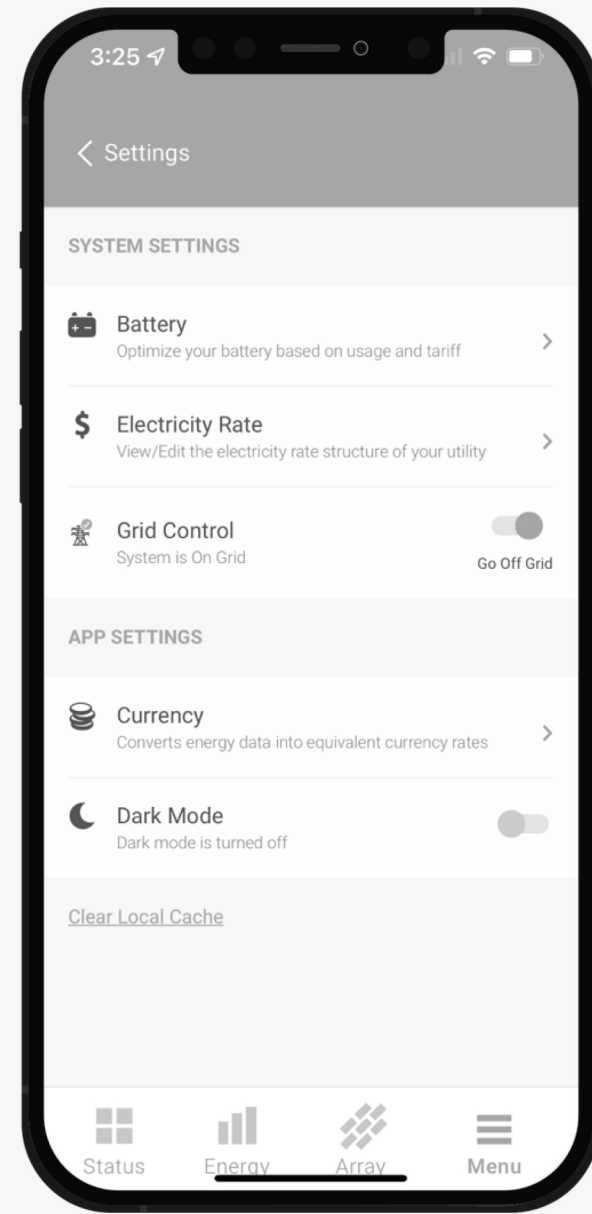 3:25
Settings
SYSTEM SETTINGS
Battery
Optimize your battery based on usage and tariff
Electricity Rate
View/Edit the electricity rate structure of your utility
Grid Control
System is On Grid
Go Off Grid
APP SETTINGS
Currency
Converts energy data into equivalent currency rates
Dark Mode
Dark mode is turned off
Clear Local Cache
Status Energy Array Menu